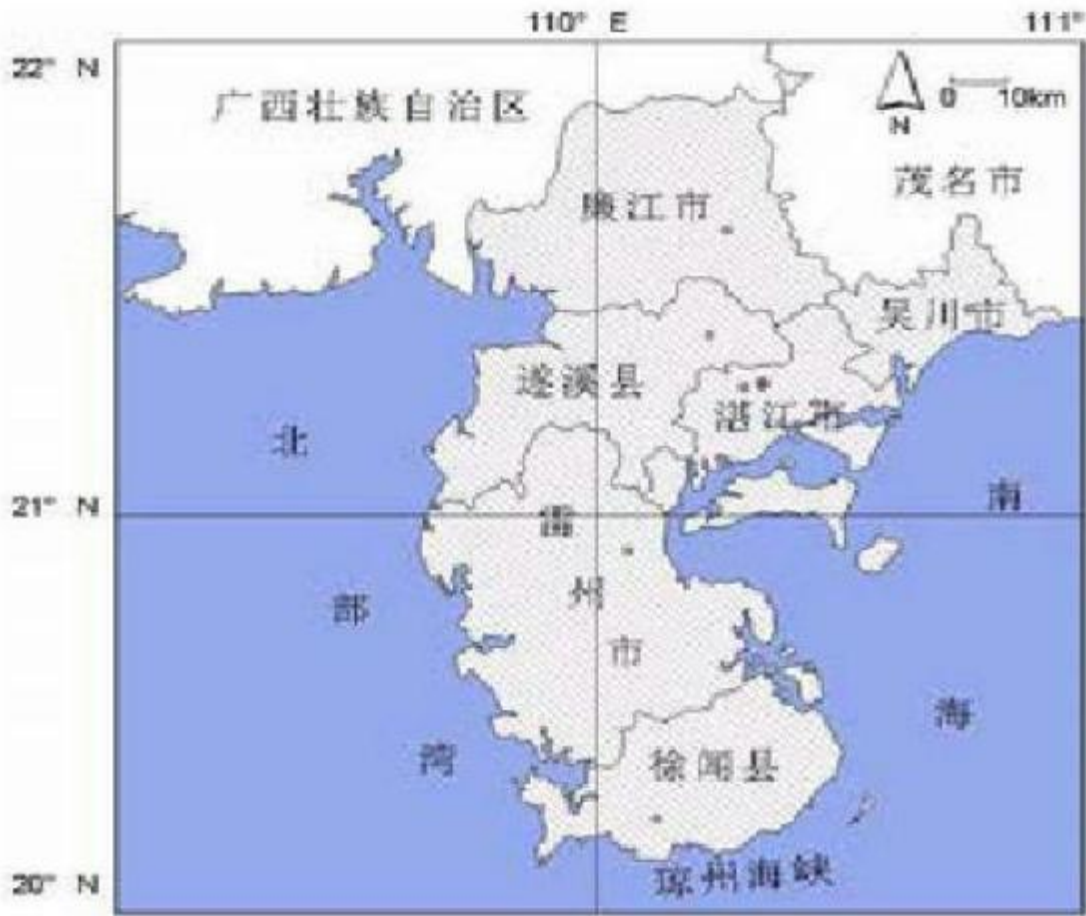 110° E
111°
22° N
0 10km
N
广西壮族自治区
茂名市
廉江市
吴川市
遂溪县
湛江市
北
部
湾
21° N
南
海
雷
州
市
徐闻县
20° N
琼州海峡